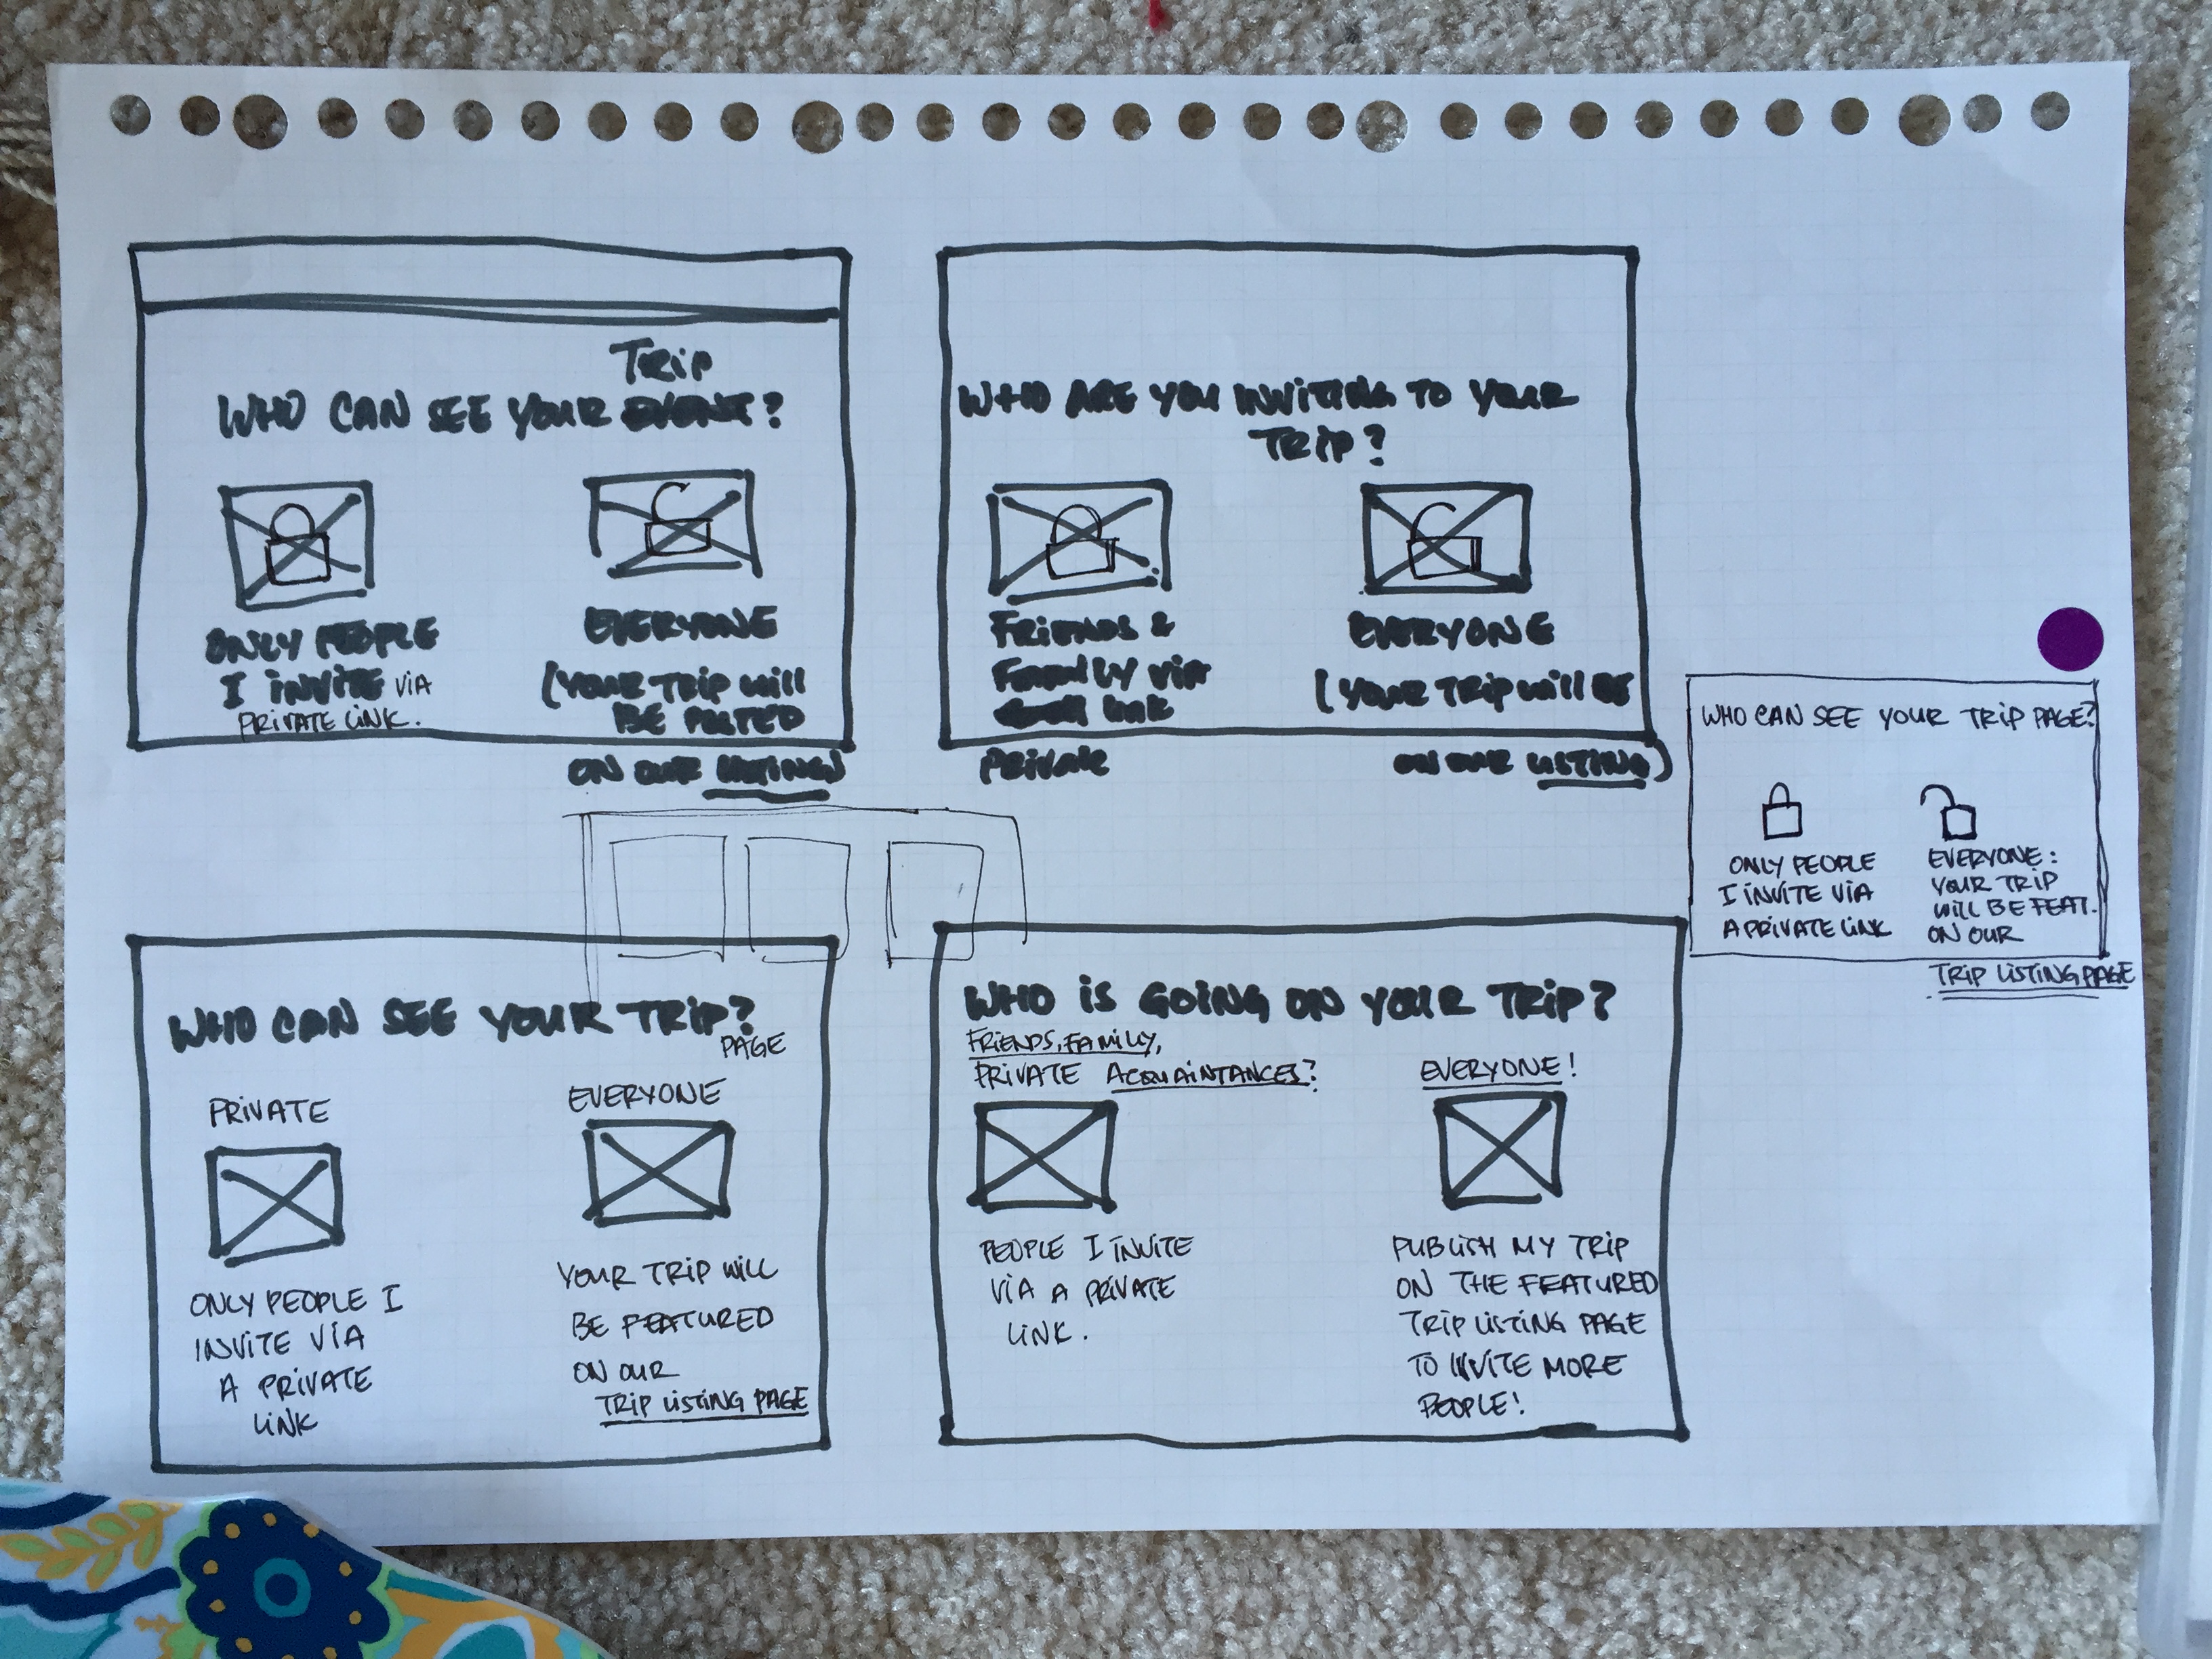 TRIP
WHO CAN SEE YOUR EVENT?
ONLY PEOPLE
I INVITE VIA
PRIVATE LINK.
EVERYONE
(YOUR TRIP WILL
BE POSTED
ON OUR LISTING)
WHO ARE YOU INVITING TO YOUR
TRIP?
FRIENDS &
FAMILY VIA
LINK
PRIVATE
EVERYONE
(YOUR TRIP WILL BE
ON OUR LISTING)
WHO CAN SEE YOUR TRIP PAGE?
ONLY PEOPLE
I INVITE VIA
A PRIVATE LINK
EVERYONE:
YOUR TRIP
WILL BE FEAT.
ON OUR
TRIP LISTING PAGE
WHO CAN SEE YOUR TRIP?
PAGE
PRIVATE
ONLY PEOPLE I
INVITE VIA
A PRIVATE
LINK
EVERYONE
YOUR TRIP WILL
BE FEATURED
ON OUR
TRIP LISTING PAGE
WHO IS GOING ON YOUR TRIP?
FRIENDS, FAMILY,
PRIVATE ACQUAINTANCES?
PEOPLE I INVITE
VIA A PRIVATE
LINK.
EVERYONE!
PUBLISH MY TRIP
ON THE FEATURED
TRIP LISTING PAGE
TO INVITE MORE
PEOPLE!